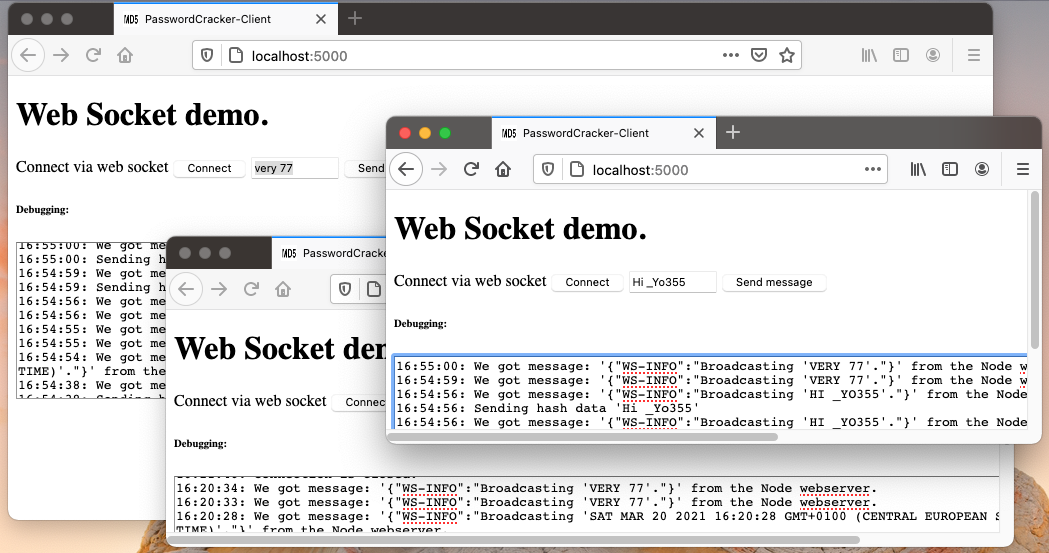 MD5 PasswordCracker-Client
localhost:5000
Web Socket demo.
Connect via web socket Connect very 77 Send
Debugging:
16:55:00: We got me
16:55:00: Sending h
16:54:59: We got me
16:54:59: Sending h
16:54:56: We got me
16:54:56: We got me
16:54:55: We got me
16:54:54: We got me
TIME)'."}' from the
16:54:38: We got me
16:54:38: Sending h
MD5 PasswordCracker-Client
localhost:5000
Web Socket demo.
Connect via web socket Connect Hi _Yo355 Send message
Debugging:
16:55:00: We got message: '{"WS-INFO":"Broadcasting 'VERY 77'."}' from the Node w
16:54:59: We got message: '{"WS-INFO":"Broadcasting 'VERY 77'."}' from the Node w
16:54:56: We got message: '{"WS-INFO":"Broadcasting 'HI _YO355'."}' from the Node
16:54:56: Sending hash data 'Hi _Yo355'
16:54:56: We got message: '{"WS-INFO":"Broadcasting 'HI _YO355'."}' from the Node
MD5 PasswordCracke
Web Socket den
Connect via web socket Connec
Debugging:
16:20:34: We got message: '{"WS-INFO":"Broadcasting 'VERY 77'."}' from the Node webserver.
16:20:33: We got message: '{"WS-INFO":"Broadcasting 'VERY 77'."}' from the Node webserver.
16:20:28: We got message: '{"WS-INFO":"Broadcasting 'SAT MAR 20 2021 16:20:28 GMT+0100 (CENTRAL EUROPEAN S
TIME)'."}' from the Node webserver.